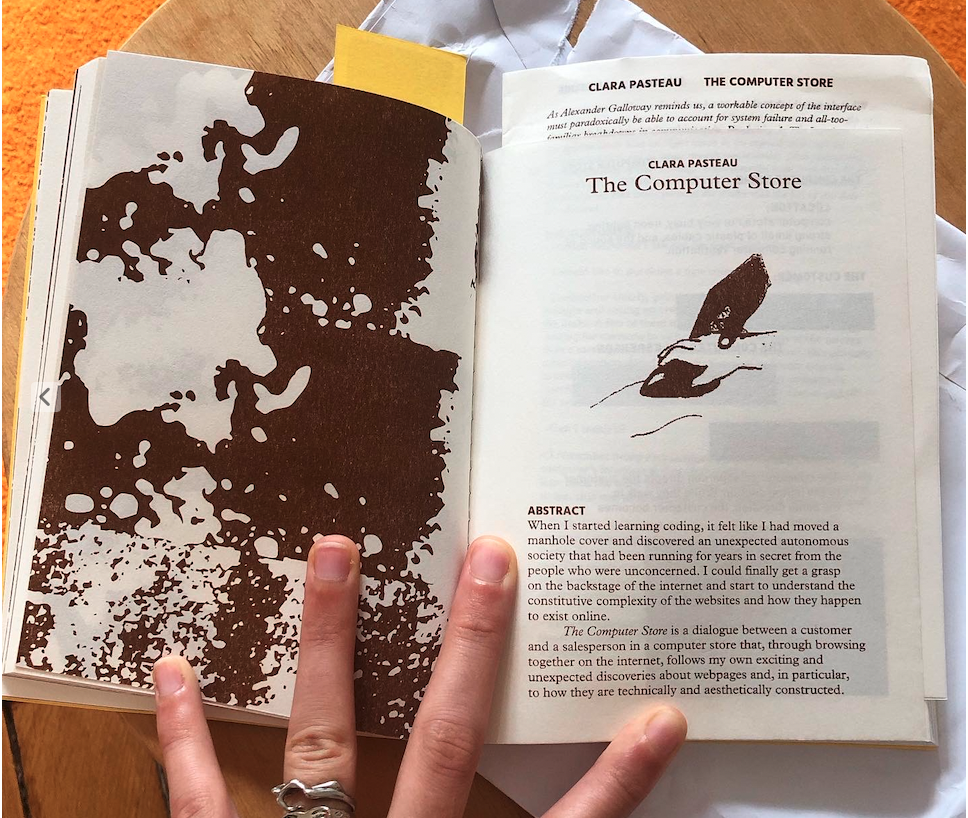 CLARA PASTEAU THE COMPUTER STORE
As Alexander Galloway reminds us, a workable concept of the interface
must paradoxically be able to account for system failure and all-too-
familiar breakdowns in communication
CLARA PASTEAU
The Computer Store
ABSTRACT
When I started learning coding, it felt like I had moved a
manhole cover and discovered an unexpected autonomous
society that had been running for years in secret from the
people who were unconcerned. I could finally get a grasp
on the backstage of the internet and start to understand the
constitutive complexity of the websites and how they happen
to exist online.
The Computer Store is a dialogue between a customer
and a salesperson in a computer store that, through browsing
together on the internet, follows my own exciting and
unexpected discoveries about webpages and, in particular,
to how they are technically and aesthetically constructed.